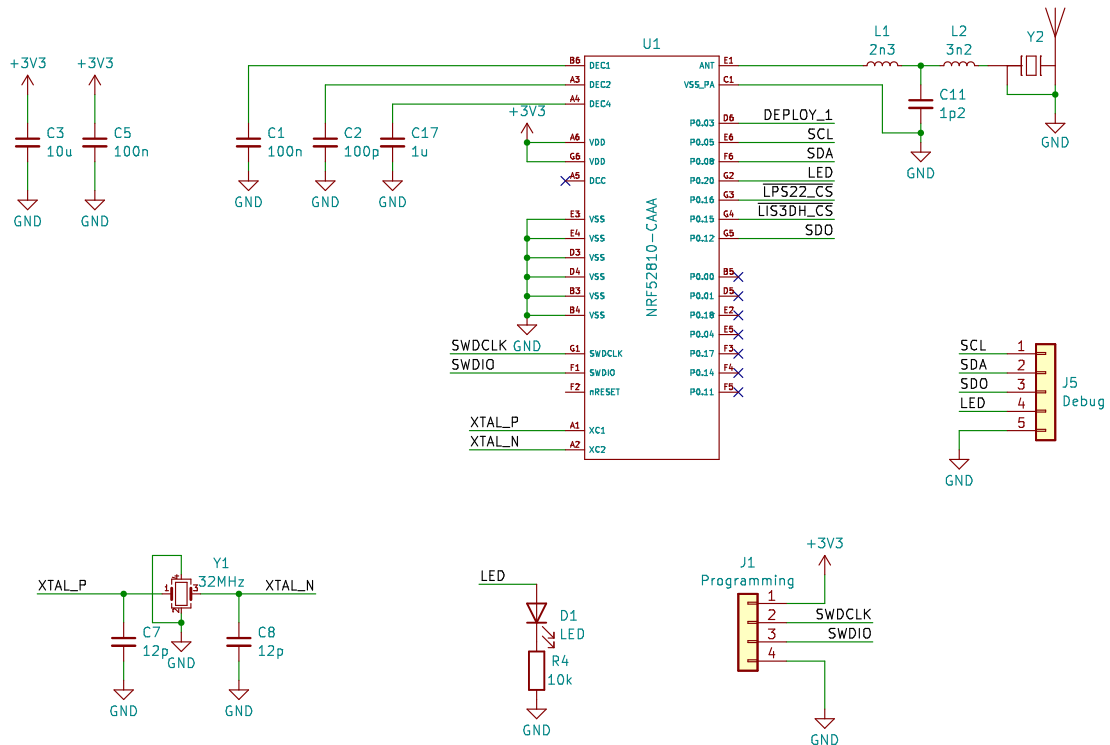 +3V3
+3V3
C3
10u
C5
100n
GND
GND
C1
100n
C2
100p
C17
1u
GND
GND
GND
+3V3
U1
NRF52810-CAAA
B6 DEC1
A3 DEC2
A4 DEC4
A6 VDD
G6 VDD
A5 DCC
E3 VSS
E4 VSS
D3 VSS
D4 VSS
B3 VSS
B4 VSS
GND
SWDCLK G1 SWDCLK
SWDIO F1 SWDIO
F2 nRESET
XTAL_P A1 XC1
XTAL_N A2 XC2
ANT E1
VSS_PA C1
P0.03 D6 DEPLOY_1
P0.05 E6 SCL
P0.08 F6 SDA
P0.20 G2 LED
P0.16 G3 LPS22_CS
P0.15 G4 LIS3DH_CS
P0.12 G5 SDO
P0.00 B5
P0.01 D5
P0.18 E2
P0.04 E5
P0.17 F3
P0.14 F4
P0.11 F5
L1
2n3
L2
3n2
Y2
C11
1p2
GND
GND
SCL 1
SDA 2
SDO 3
LED 4
5
J5
Debug
GND
XTAL_P
Y1
32MHz
XTAL_N
1
2
3
4
C7
12p
GND
C8
12p
GND
GND
LED
D1
LED
R4
10k
GND
J1
Programming
+3V3
1
2 SWDCLK
3 SWDIO
4
GND